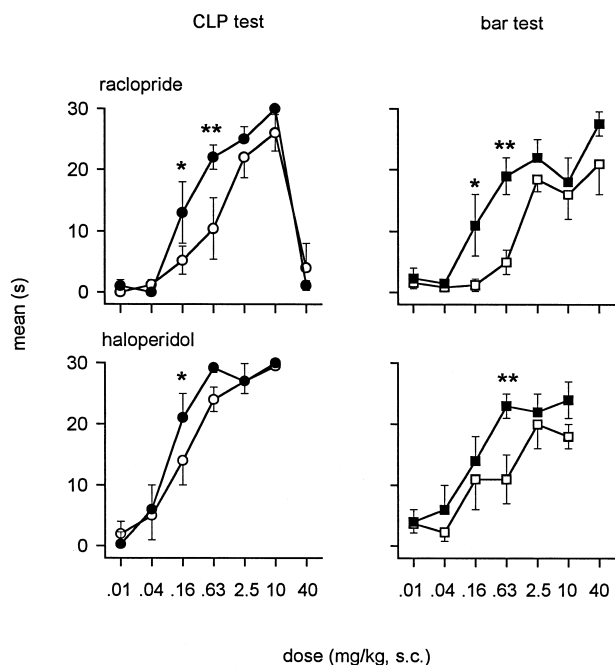 CLP test
bar test
raclopride
30
20
10
0
* **
* **
haloperidol
30
20
10
0
*
**
mean (s)
.01 .04 .16 .63 2.5 10 40
.01 .04 .16 .63 2.5 10 40
dose (mg/kg, s.c.)